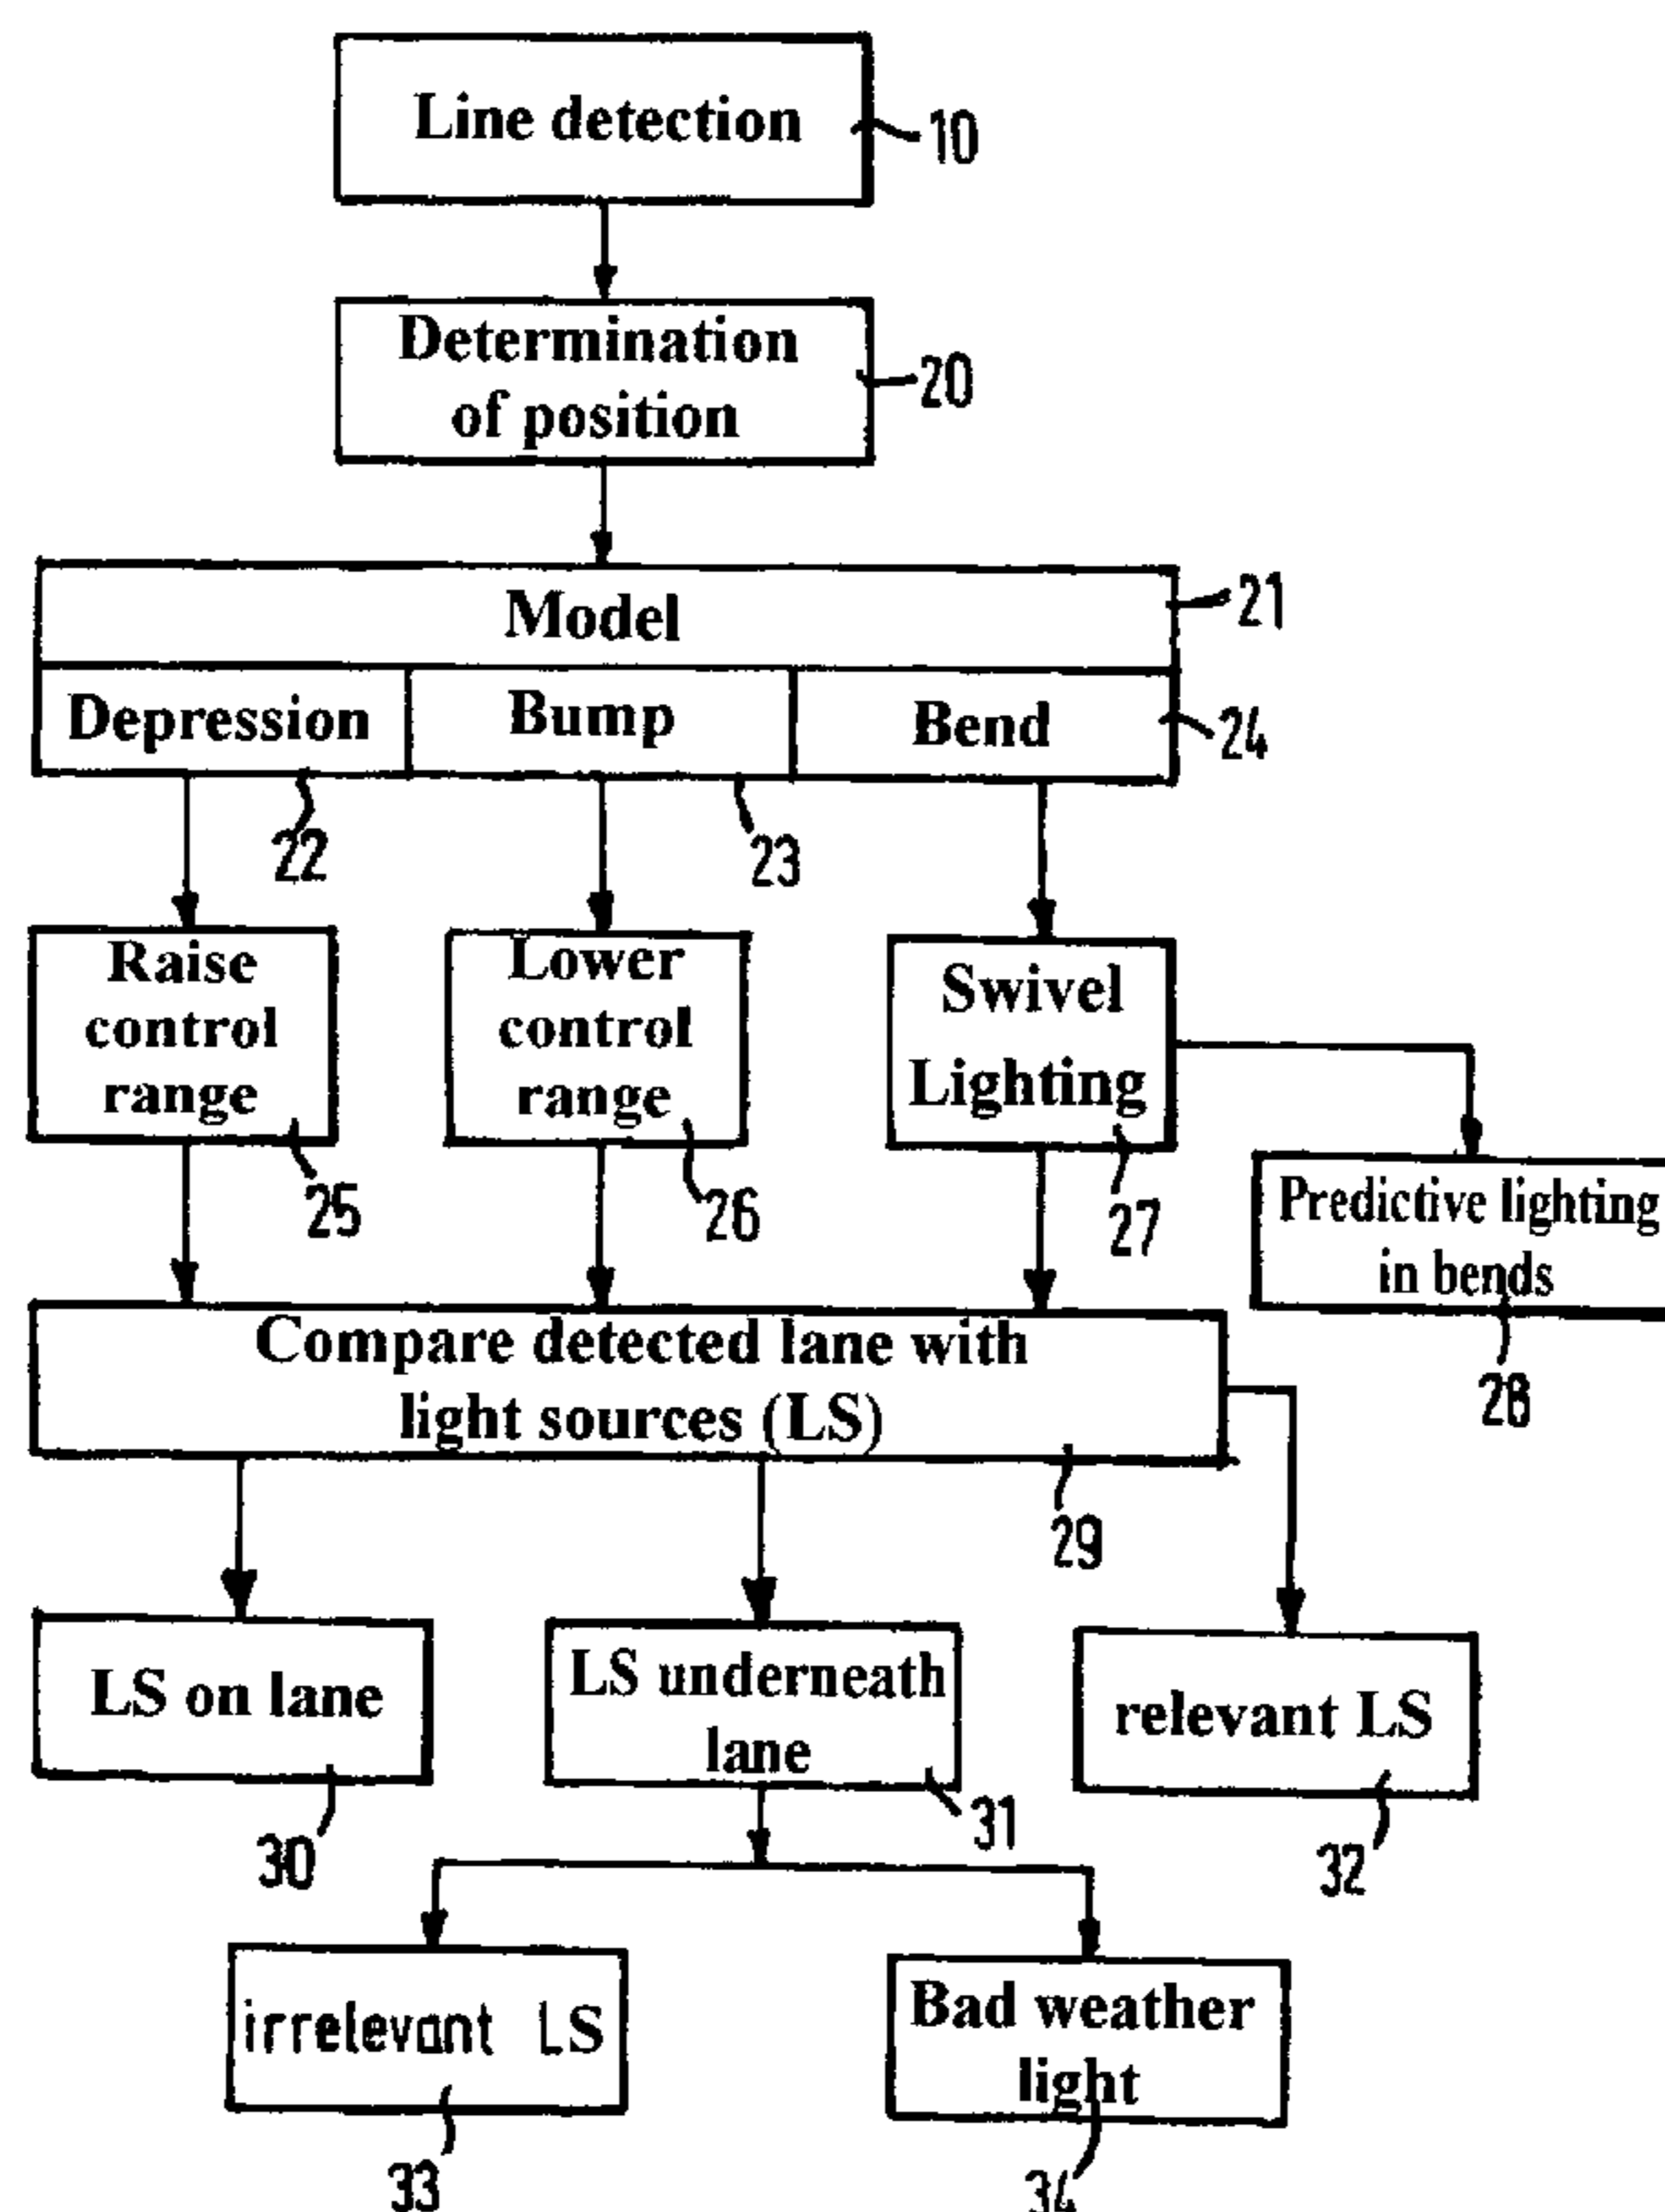 Line detection
10
Determination
of position
20
Model
21
Depression
Bump
Bend
24
22
23
Raise
control
range
25
Lower
control
range
26
Swivel
Lighting
27
Predictive lighting
in bends
28
Compare detected lane with
light sources (LS)
29
LS on lane
30
LS underneath
lane
31
relevant LS
32
irrelevant LS
33
Bad weather
light
34